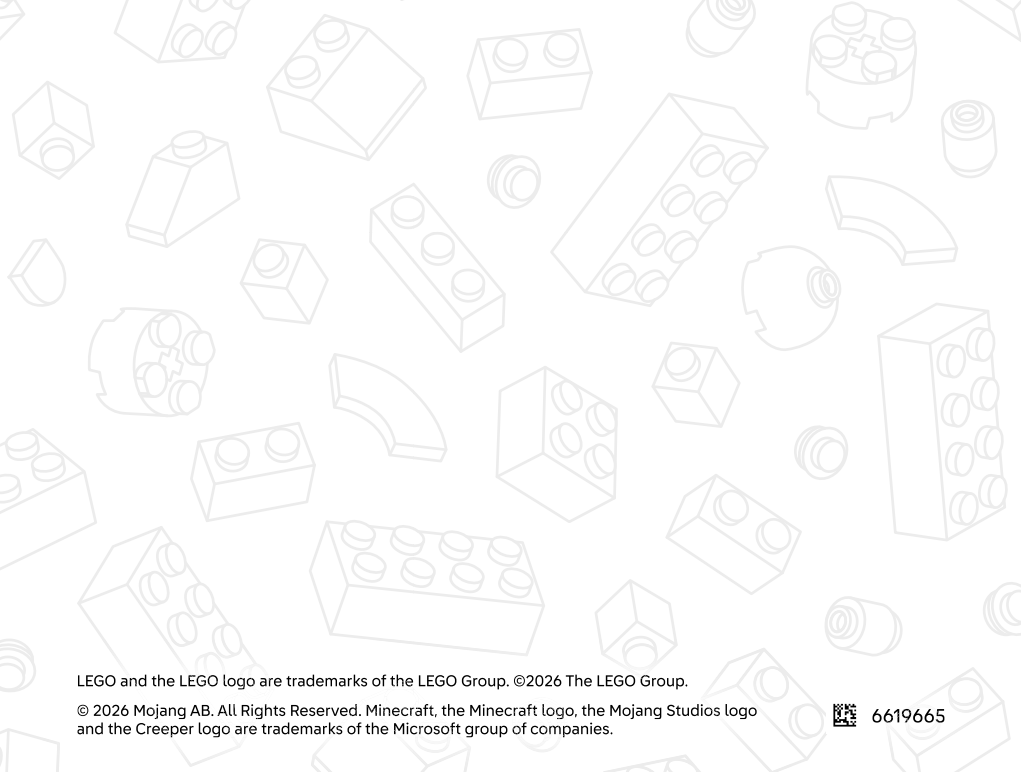 LEGO and the LEGO logo are trademarks of the LEGO Group. ©2026 The LEGO Group.
© 2026 Mojang AB. All Rights Reserved. Minecraft, the Minecraft logo, the Mojang Studios logo
and the Creeper logo are trademarks of the Microsoft group of companies.
6619665